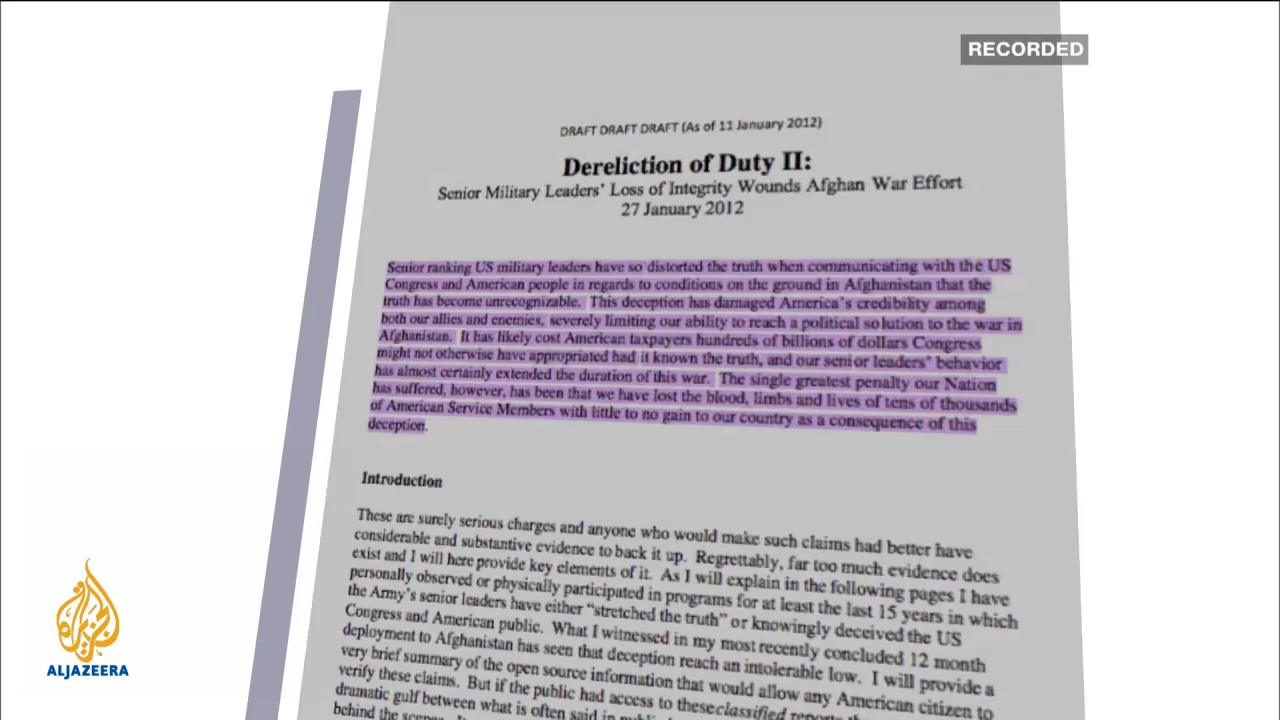 RECORDED
DRAFT DRAFT DRAFT (As of 11 January 2012)
Dereliction of Duty II:
Senior Military Leaders' Loss of Integrity Wounds Afghan War Effort
27 January 2012
Senior ranking US military leaders have so distorted the truth when communicating with the US
Congress and American people in regards to conditions on the ground in Afghanistan that the
truth has become unrecognizable. This deception has damaged America's credibility among
both our allies and enemies, severely limiting our ability to reach a political solution to the war in
Afghanistan. It has likely cost American taxpayers hundreds of billions of dollars Congress
might not otherwise have appropriated had it known the truth, and our senior leaders' behavior
has almost certainly extended the duration of this war. The single greatest penalty our Nation
has suffered, however, has been that we have lost the blood, limbs and lives of tens of thousands
of American Service Members with little to no gain to our country as a consequence of this
deception.
Introduction
These are surely serious charges and anyone who would make such claims had better have
considerable and substantive evidence to back it up. Regrettably, far too much evidence does
exist and I will here provide key elements of it. As I will explain in the following pages I have
personally observed or physically participated in programs for at least the last 15 years in which
the Army's senior leaders have either "stretched the truth" or knowingly deceived the US
Congress and American public. What I witnessed in my most recently concluded 12 month
deployment to Afghanistan has seen that deception reach an intolerable low. I will provide a
very brief summary of the open source information that would allow any American citizen to
verify these claims. But if the public had access to these classified reports
dramatic gulf between what is often said in
behind the
ALJAZEERA